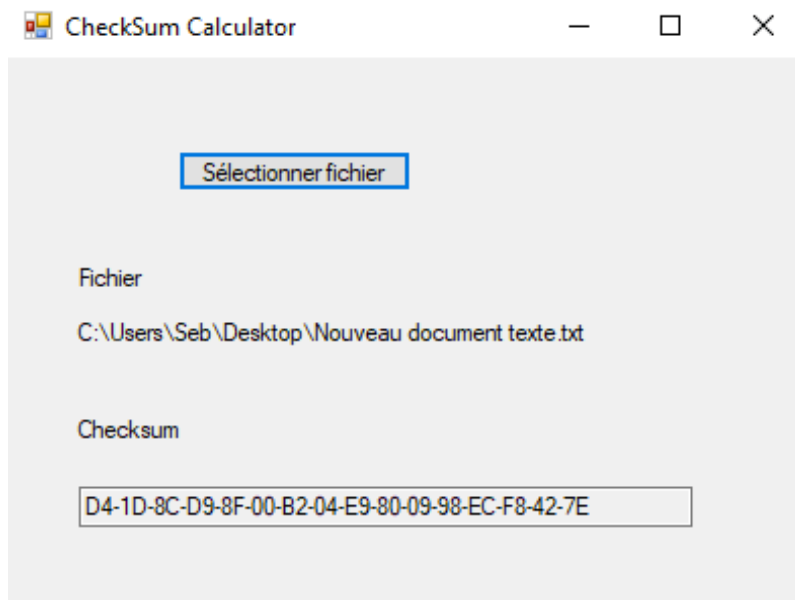 CheckSum Calculator
Sélectionner fichier
Fichier
C:\Users\Seb\Desktop\Nouveau document texte.txt
Checksum
D4-1D-8C-D9-8F-00-B2-04-E9-80-09-98-EC-F8-42-7E